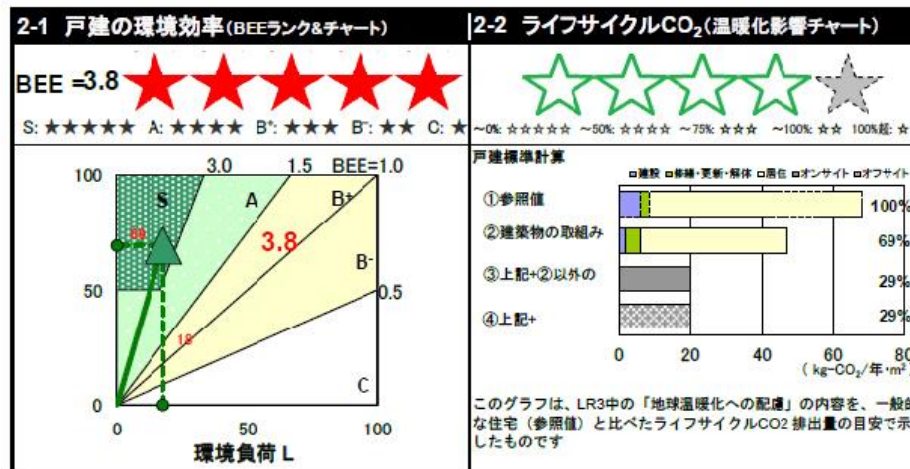 2-1 戸建の環境効率(BEEランク&チャート)
BEE =3.8
S: ★★★★★ A: ★★★★ B⁺: ★★★ B⁻: ★★ C: ★
3.0 1.5 BEE=1.0
100
S A B+
69
3.8
B-
50
0.5
18
C
0
0 50 100
環境負荷 L
2-2 ライフサイクルCO₂(温暖化影響チャート)
~0%: ☆☆☆☆☆ ~50%: ☆☆☆☆ ~75%: ☆☆☆ ~100%: ☆☆ 100%超: ☆
戸建標準計算
□建設 □修繕・更新・解体 □居住 □オンサイト □オフサイト
①参照値 100%
②建築物の取組み 69%
③上記+②以外の 29%
④上記+ 29%
0 20 40 60 80
( kg-CO₂/年・m²)
このグラフは、LR3中の「地球温暖化への配慮」の内容を、一般的
な住宅(参照値)と比べたライフサイクルCO2 排出量の目安で示
したものです